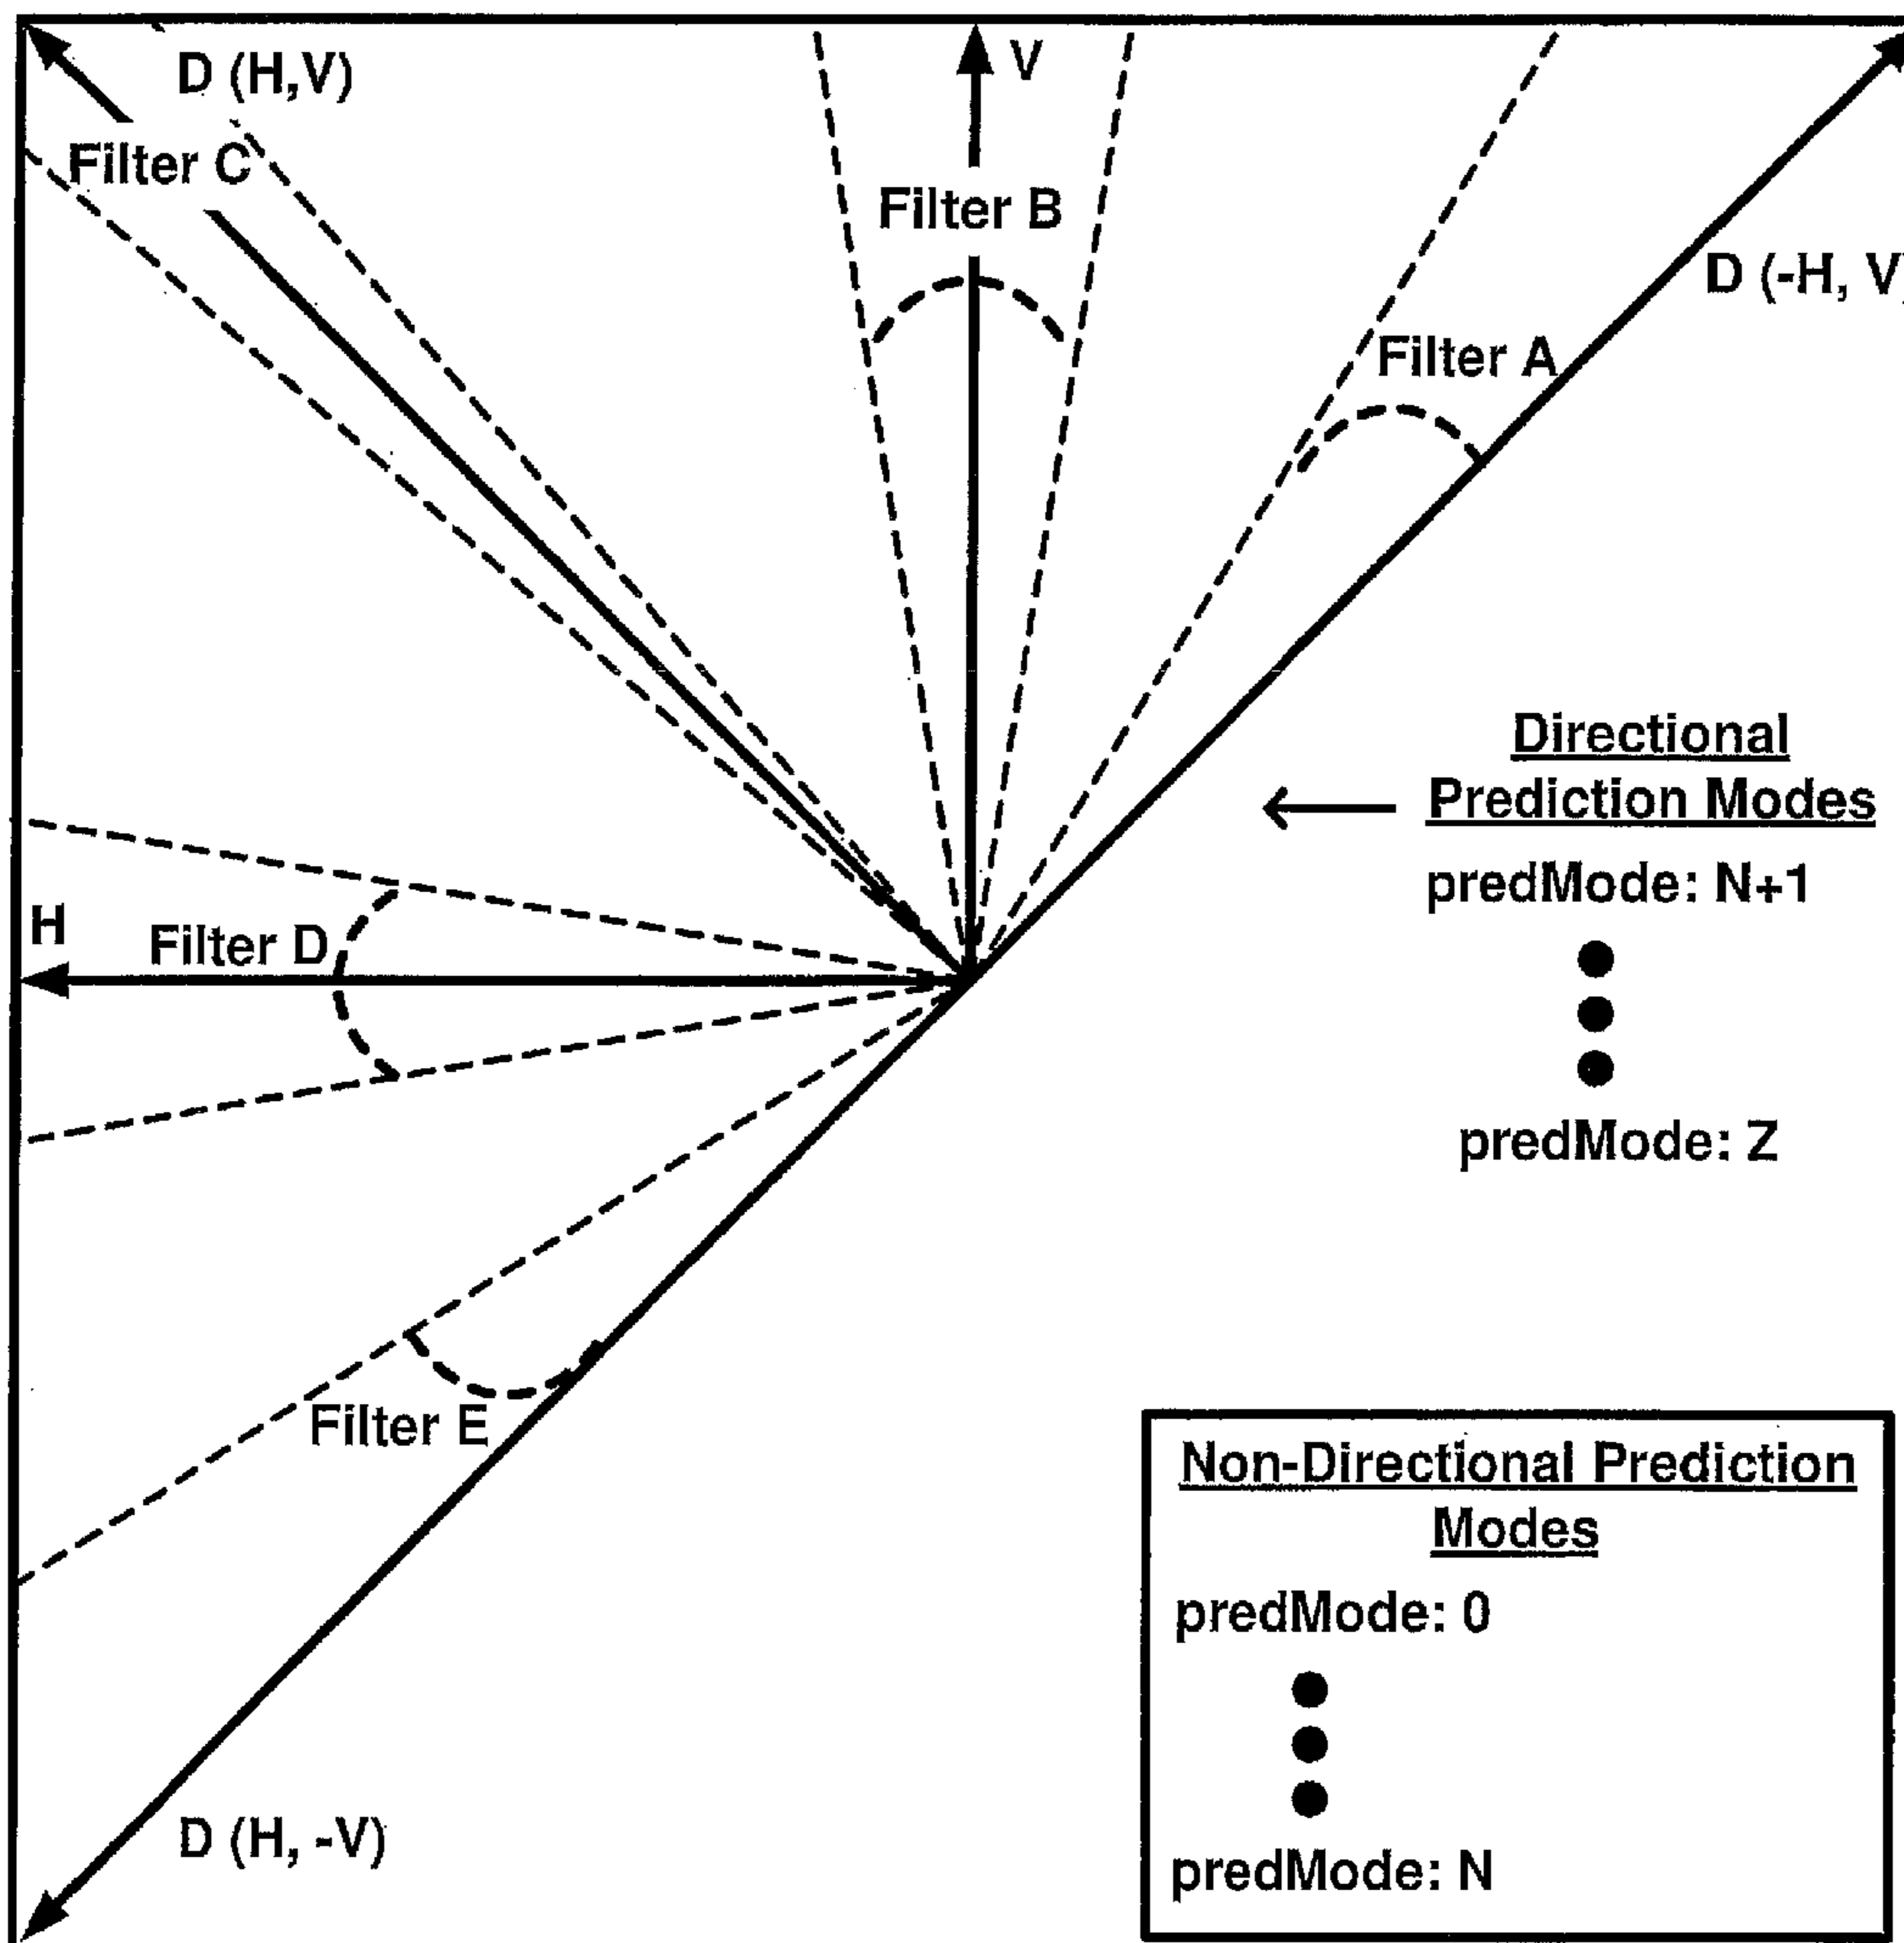 D (H,V)
V
Filter C
Filter B
D (-H, V)
Filter A
Directional
Prediction Modes
predMode: N+1
H
Filter D
predMode: Z
Filter E
Non-Directional Prediction
Modes
predMode: 0
D (H, -V)
predMode: N